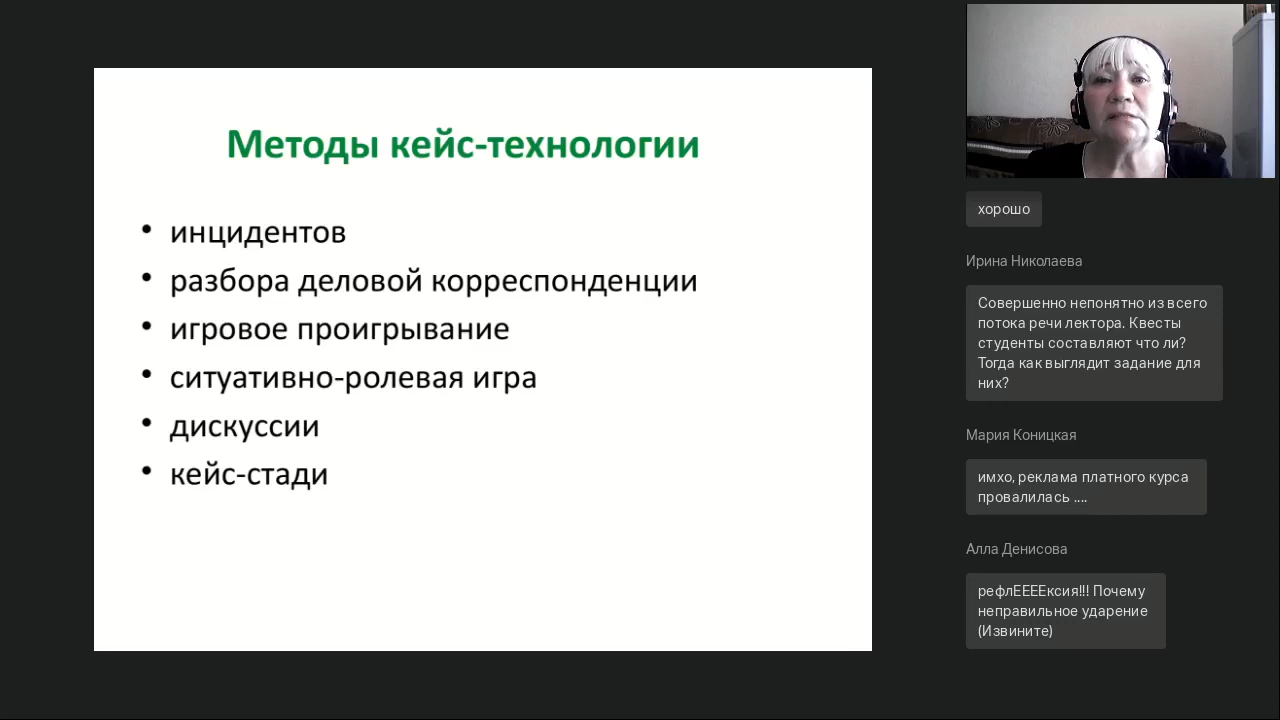 Методы кейс-технологии
• инцидентов
• разбора деловой корреспонденции
• игровое проигрывание
• ситуативно-ролевая игра
• дискуссии
• кейс-стади
хорошо
Ирина Николаева
Совершенно непонятно из всего
потока речи лектора. Квесты
студенты составляют что ли?
Тогда как выглядит задание для
них?
Мария Коницкая
имхо, реклама платного курса
провалилась ....
Алла Денисова
рефлЕЕЕЕксия!!! Почему
неправильное ударение
(Извините)